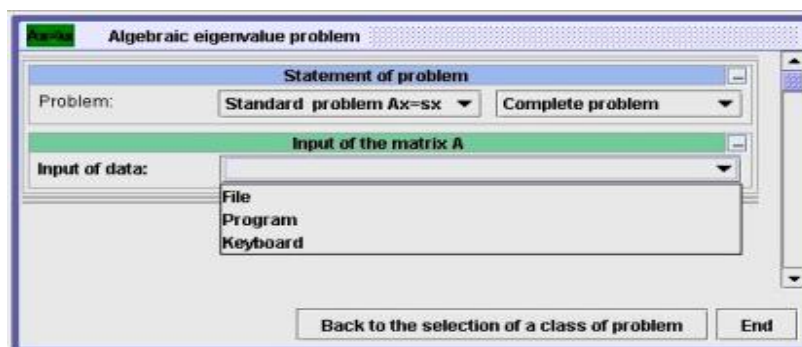 Ax=sx Algebraic eigenvalue problem
Statement of problem
Problem: Standard problem Ax=sx Complete problem
Input of the matrix A
Input of data:
File
Program
Keyboard
Back to the selection of a class of problem End